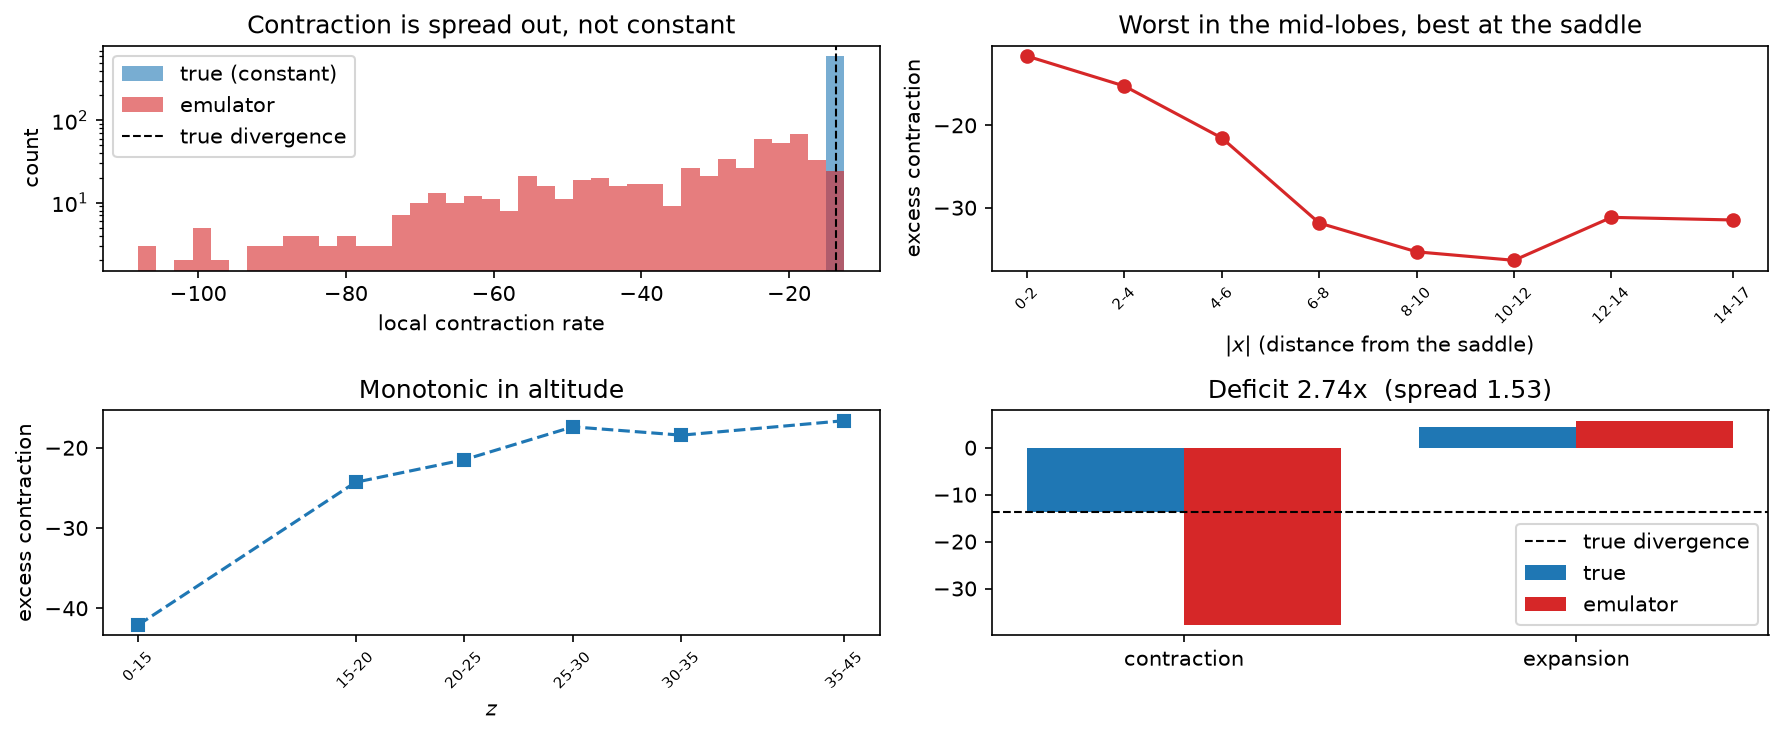 Contraction is spread out, not constant
count
10²
10¹
true (constant)
emulator
true divergence
−100
−80
−60
−40
−20
local contraction rate
Worst in the mid-lobes, best at the saddle
excess contraction
−20
−30
0-2
2-4
4-6
6-8
8-10
10-12
12-14
14-17
|x| (distance from the saddle)
Monotonic in altitude
excess contraction
−20
−30
−40
0-15
15-20
20-25
25-30
30-35
35-45
z
Deficit 2.74x (spread 1.53)
0
−10
−20
−30
true divergence
true
emulator
contraction
expansion